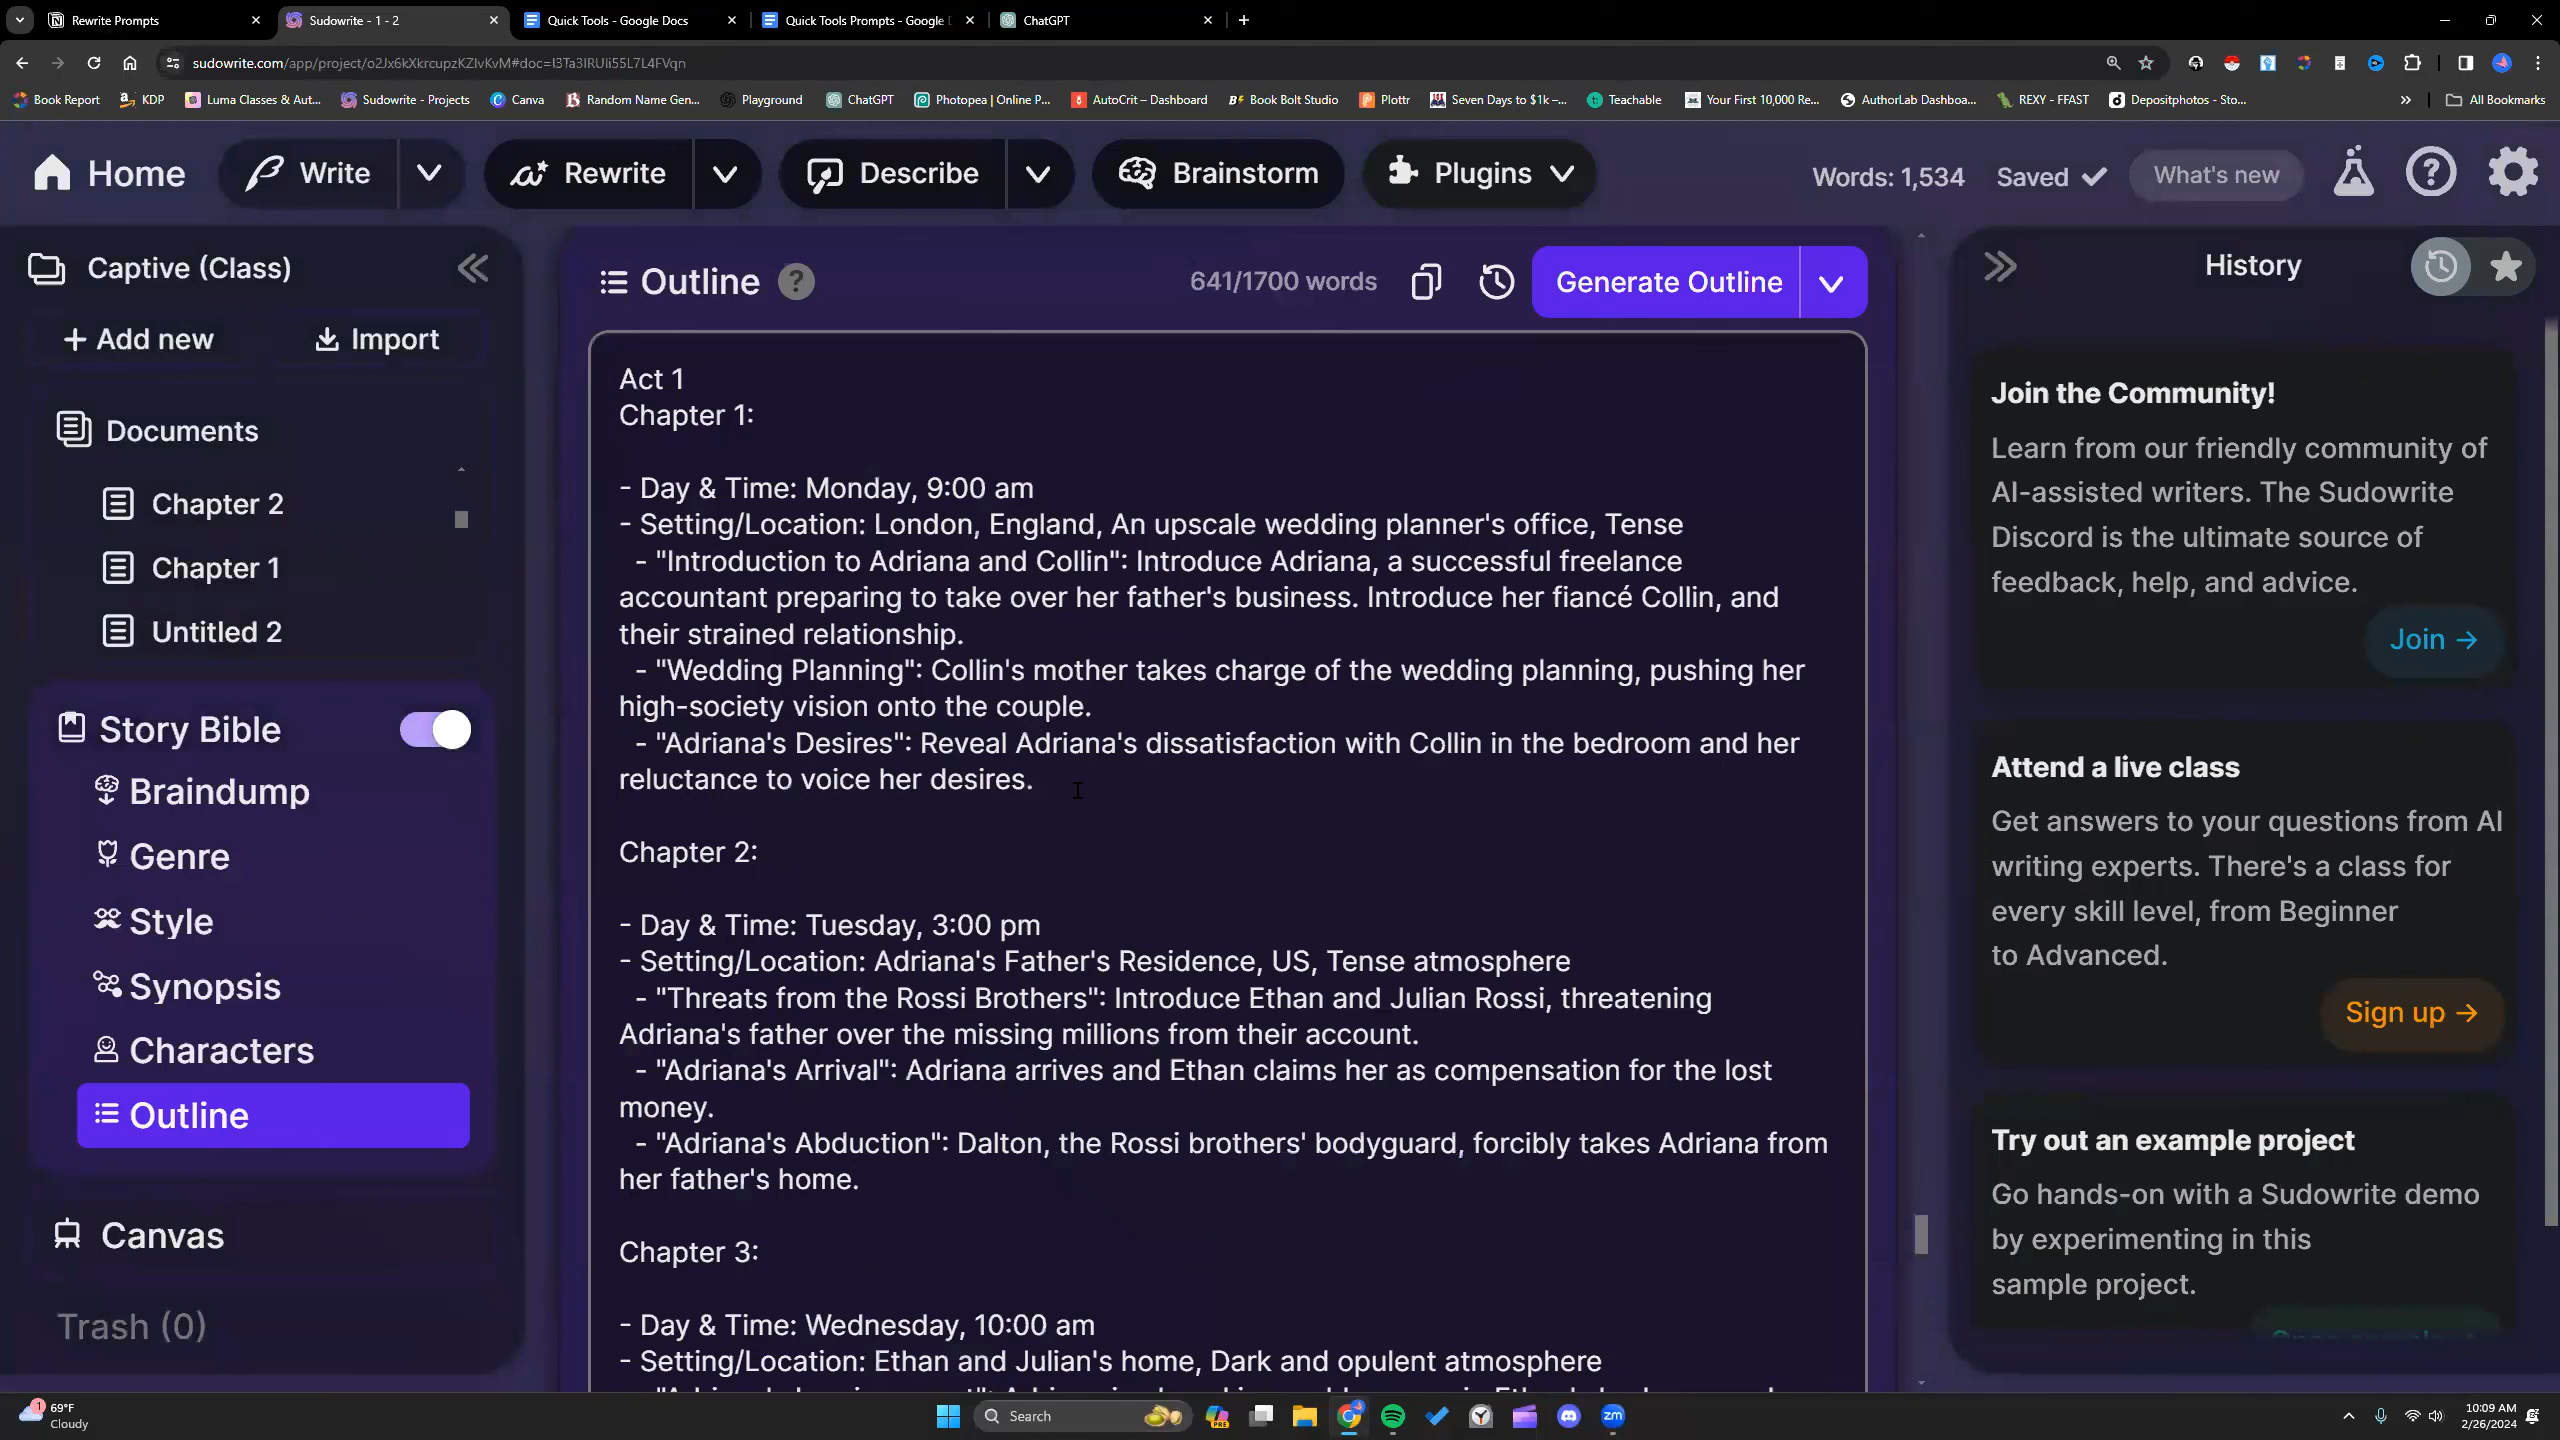 Rewrite Prompts
Sudowrite - 1 - 2
Quick Tools - Google Docs
Quick Tools Prompts - Google
ChatGPT
sudowrite.com/app/project/o2Jx6kXkrcupzKZlvKvM#doc=I3Ta3IRUli55L7L4FVqn
Book Report
KDP
Luma Classes & Aut...
Sudowrite - Projects
Canva
Random Name Gen...
Playground
ChatGPT
Photopea | Online P...
AutoCrit – Dashboard
Book Bolt Studio
Plottr
Seven Days to $1k –...
Teachable
Your First 10,000 Re...
AuthorLab Dashboa...
REXY - FFAST
Depositphotos - Sto...
All Bookmarks
Home
Write
Rewrite
Describe
Brainstorm
Plugins
Words: 1,534
Saved
What's new
Captive (Class)
+ Add new
Import
Documents
Chapter 2
Chapter 1
Untitled 2
Story Bible
Braindump
Genre
Style
Synopsis
Characters
Outline
Canvas
Trash (0)
Outline
641/1700 words
Generate Outline
Act 1
Chapter 1:
- Day & Time: Monday, 9:00 am
- Setting/Location: London, England, An upscale wedding planner's office, Tense
- "Introduction to Adriana and Collin": Introduce Adriana, a successful freelance
accountant preparing to take over her father's business. Introduce her fiancé Collin, and
their strained relationship.
- "Wedding Planning": Collin's mother takes charge of the wedding planning, pushing her
high-society vision onto the couple.
- "Adriana's Desires": Reveal Adriana's dissatisfaction with Collin in the bedroom and her
reluctance to voice her desires.
Chapter 2:
- Day & Time: Tuesday, 3:00 pm
- Setting/Location: Adriana's Father's Residence, US, Tense atmosphere
- "Threats from the Rossi Brothers": Introduce Ethan and Julian Rossi, threatening
Adriana's father over the missing millions from their account.
- "Adriana's Arrival": Adriana arrives and Ethan claims her as compensation for the lost
money.
- "Adriana's Abduction": Dalton, the Rossi brothers' bodyguard, forcibly takes Adriana from
her father's home.
Chapter 3:
- Day & Time: Wednesday, 10:00 am
- Setting/Location: Ethan and Julian's home, Dark and opulent atmosphere
History
Join the Community!
Learn from our friendly community of
AI-assisted writers. The Sudowrite
Discord is the ultimate source of
feedback, help, and advice.
Join →
Attend a live class
Get answers to your questions from AI
writing experts. There's a class for
every skill level, from Beginner
to Advanced.
Sign up →
Try out an example project
Go hands-on with a Sudowrite demo
by experimenting in this
sample project.
1
69°F
Cloudy
Search
PRE
zm
10:09 AM
2/26/2024